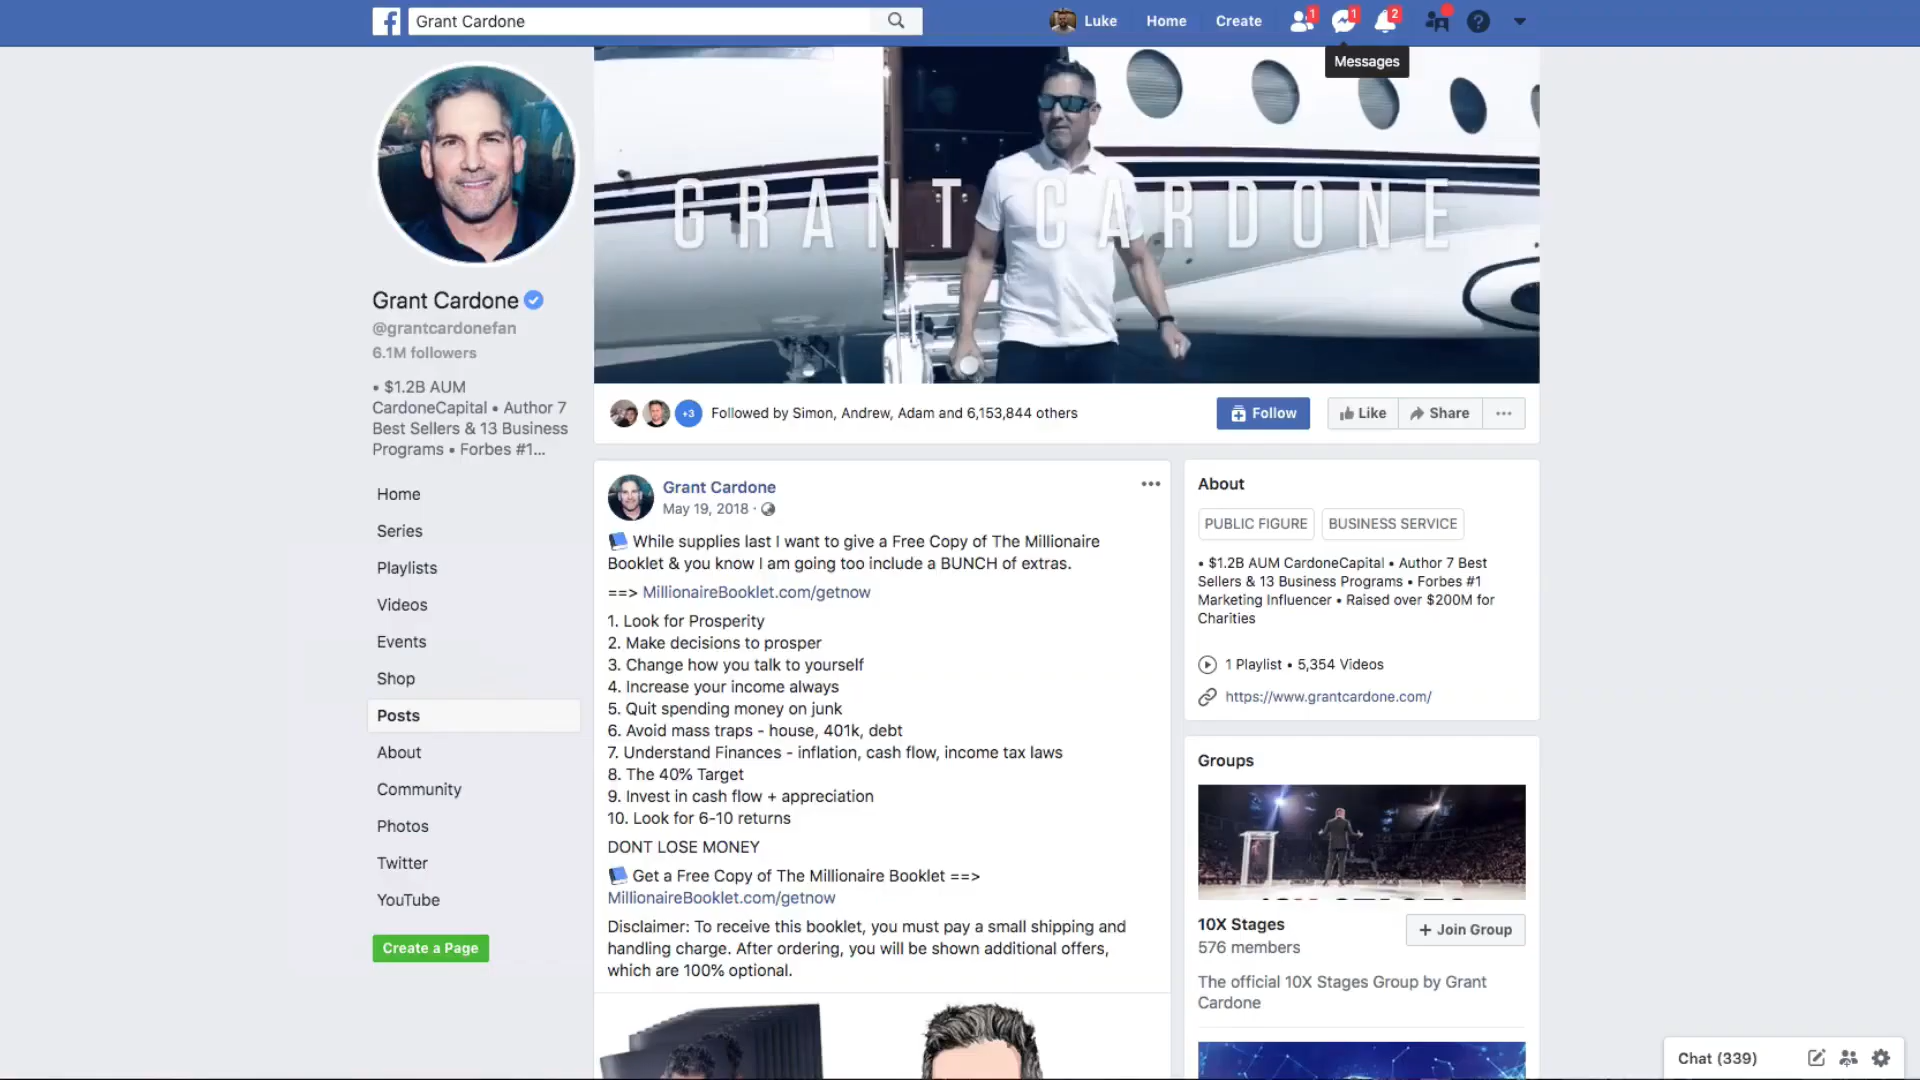 Grant Cardone
Luke
Home
Create
1
1
2
Messages
GRANT CARDONE
Grant Cardone
@grantcardonefan
6.1M followers
• $1.2B AUM
CardoneCapital • Author 7
Best Sellers & 13 Business
Programs • Forbes #1...
Home
Series
Playlists
Videos
Events
Shop
Posts
About
Community
Photos
Twitter
YouTube
Create a Page
+3
Followed by Simon, Andrew, Adam and 6,153,844 others
Follow
Like
Share
Grant Cardone
May 19, 2018 ·
While supplies last I want to give a Free Copy of The Millionaire
Booklet & you know I am going too include a BUNCH of extras.
==> MillionaireBooklet.com/getnow
1. Look for Prosperity
2. Make decisions to prosper
3. Change how you talk to yourself
4. Increase your income always
5. Quit spending money on junk
6. Avoid mass traps - house, 401k, debt
7. Understand Finances - inflation, cash flow, income tax laws
8. The 40% Target
9. Invest in cash flow + appreciation
10. Look for 6-10 returns
DONT LOSE MONEY
Get a Free Copy of The Millionaire Booklet ==>
MillionaireBooklet.com/getnow
Disclaimer: To receive this booklet, you must pay a small shipping and
handling charge. After ordering, you will be shown additional offers,
which are 100% optional.
About
PUBLIC FIGURE
BUSINESS SERVICE
• $1.2B AUM CardoneCapital • Author 7 Best
Sellers & 13 Business Programs • Forbes #1
Marketing Influencer • Raised over $200M for
Charities
1 Playlist • 5,354 Videos
https://www.grantcardone.com/
Groups
10X Stages
576 members
+ Join Group
The official 10X Stages Group by Grant
Cardone
Chat (339)